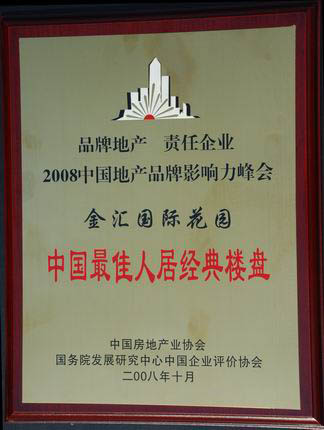 品牌地产 责任企业
2008中国地产品牌影响力峰会
金汇国际花园
中国最佳人居经典楼盘
中国房地产业协会
国务院发展研究中心中国企业评价协会
二00八年十月